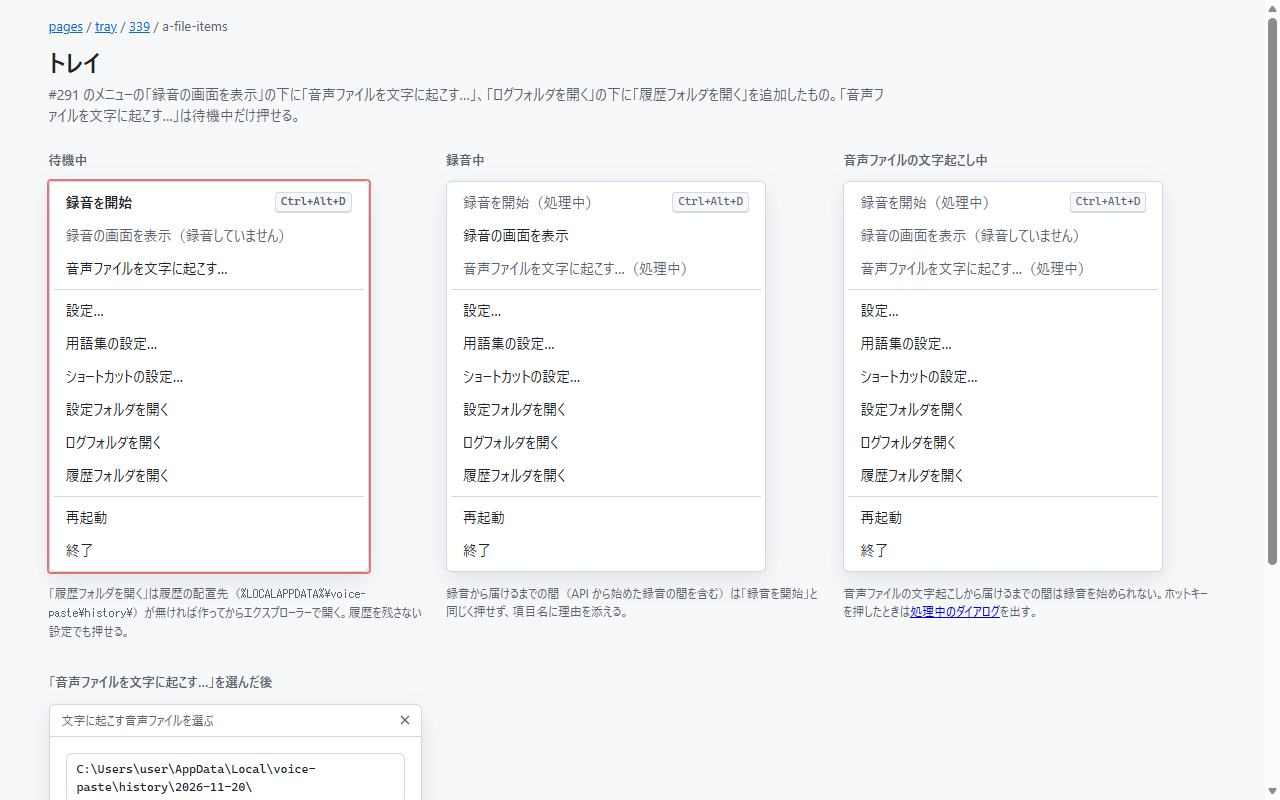 pages / tray / 339 / a-file-items
トレイ
#291 のメニューの「録音の画面を表示」の下に「音声ファイルを文字に起こす...」、「ログフォルダを開く」の下に「履歴フォルダを開く」を追加したもの。「音声フ
ァイルを文字に起こす...」は待機中だけ押せる。
待機中
録音を開始 Ctrl+Alt+D
録音の画面を表示（録音していません）
音声ファイルを文字に起こす...
設定...
用語集の設定...
ショートカットの設定...
設定フォルダを開く
ログフォルダを開く
履歴フォルダを開く
再起動
終了
「履歴フォルダを開く」は履歴の配置先（%LOCALAPPDATA%¥voice-
paste¥history¥）が無ければ作ってからエクスプローラーで開く。履歴を残さない
設定でも押せる。
録音中
録音を開始（処理中） Ctrl+Alt+D
録音の画面を表示
音声ファイルを文字に起こす...（処理中）
設定...
用語集の設定...
ショートカットの設定...
設定フォルダを開く
ログフォルダを開く
履歴フォルダを開く
再起動
終了
録音から届けるまでの間（API から始めた録音の間を含む）は「録音を開始」と
同じく押せず、項目名に理由を添える。
音声ファイルの文字起こし中
録音を開始（処理中） Ctrl+Alt+D
録音の画面を表示（録音していません）
音声ファイルを文字に起こす...（処理中）
設定...
用語集の設定...
ショートカットの設定...
設定フォルダを開く
ログフォルダを開く
履歴フォルダを開く
再起動
終了
音声ファイルの文字起こしから届けるまでの間は録音を始められない。ホットキー
を押したときは処理中のダイアログを出す。
「音声ファイルを文字に起こす...」を選んだ後
文字に起こす音声ファイルを選ぶ
C:\Users\user\AppData\Local\voice-
paste\history\2026-11-20\